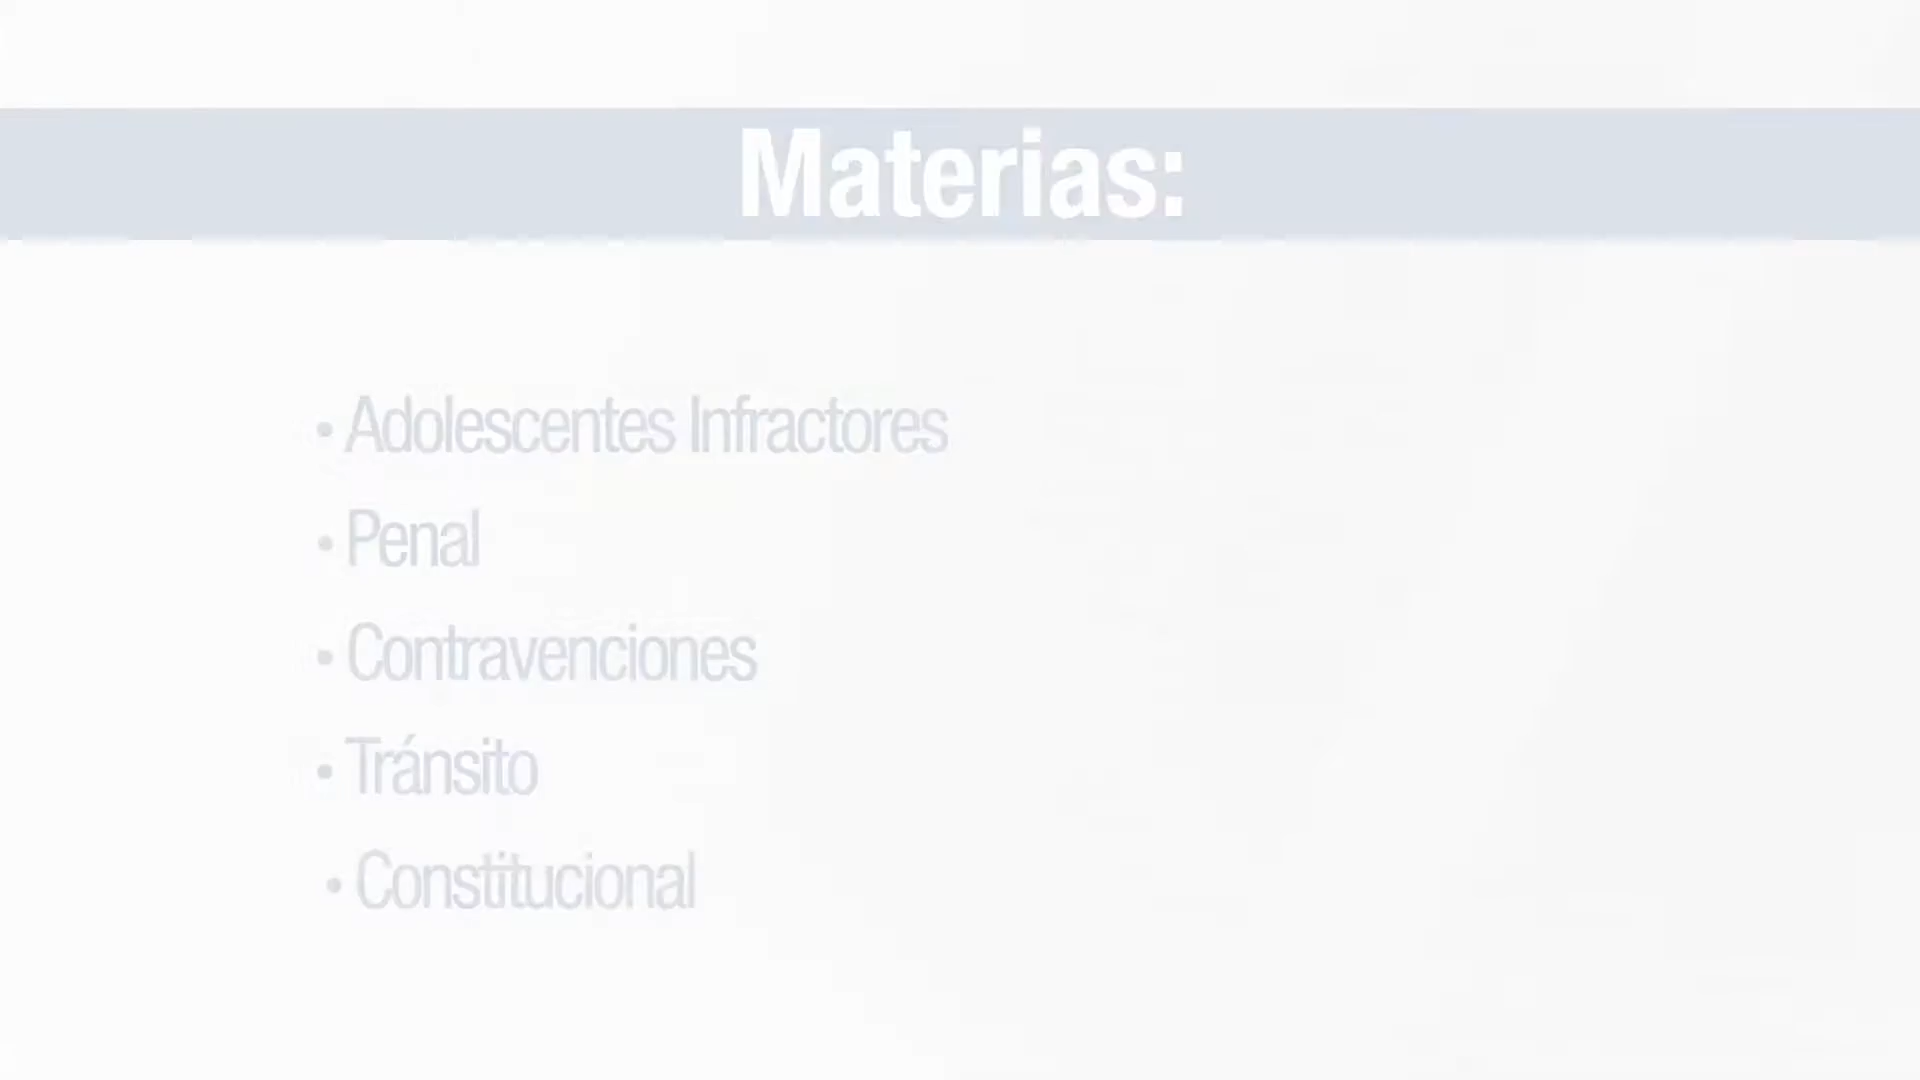 Materias:
• Adolescentes Infractores
• Penal
• Contravenciones
• Tránsito
• Constitucional